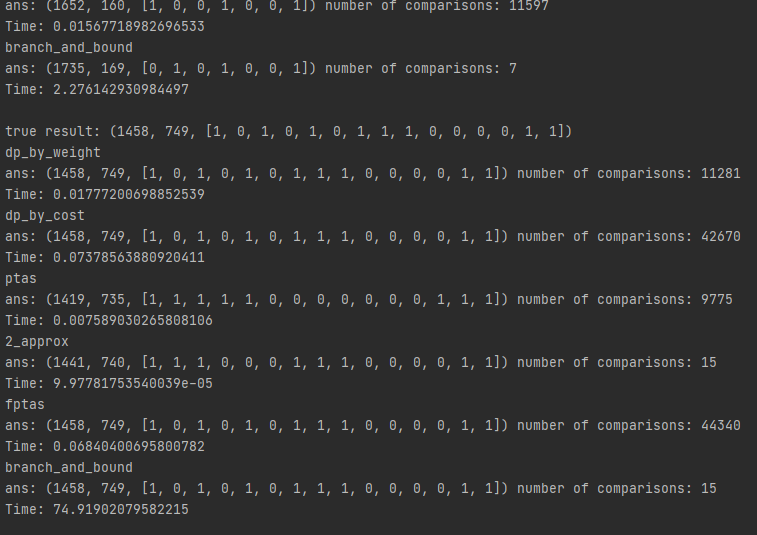 ans: (1652, 160, [1, 0, 0, 1, 0, 0, 1]) number of comparisons: 11597
Time: 0.01567718982696533
branch_and_bound
ans: (1735, 169, [0, 1, 0, 1, 0, 0, 1]) number of comparisons: 7
Time: 2.276142930984497
true result: (1458, 749, [1, 0, 1, 0, 1, 0, 1, 1, 1, 0, 0, 0, 0, 1, 1])
dp_by_weight
ans: (1458, 749, [1, 0, 1, 0, 1, 0, 1, 1, 1, 0, 0, 0, 0, 1, 1]) number of comparisons: 11281
Time: 0.01777200698852539
dp_by_cost
ans: (1458, 749, [1, 0, 1, 0, 1, 0, 1, 1, 1, 0, 0, 0, 0, 1, 1]) number of comparisons: 42670
Time: 0.07378563880920411
ptas
ans: (1419, 735, [1, 1, 1, 1, 1, 0, 0, 0, 0, 0, 0, 0, 1, 1, 1]) number of comparisons: 9775
Time: 0.007589030265808106
2_approx
ans: (1441, 740, [1, 1, 1, 0, 0, 0, 1, 1, 1, 0, 0, 0, 0, 1, 1]) number of comparisons: 15
Time: 9.97781753540039e-05
fptas
ans: (1458, 749, [1, 0, 1, 0, 1, 0, 1, 1, 1, 0, 0, 0, 0, 1, 1]) number of comparisons: 44340
Time: 0.06840400695800782
branch_and_bound
ans: (1458, 749, [1, 0, 1, 0, 1, 0, 1, 1, 1, 0, 0, 0, 0, 1, 1]) number of comparisons: 15
Time: 74.91902079582215